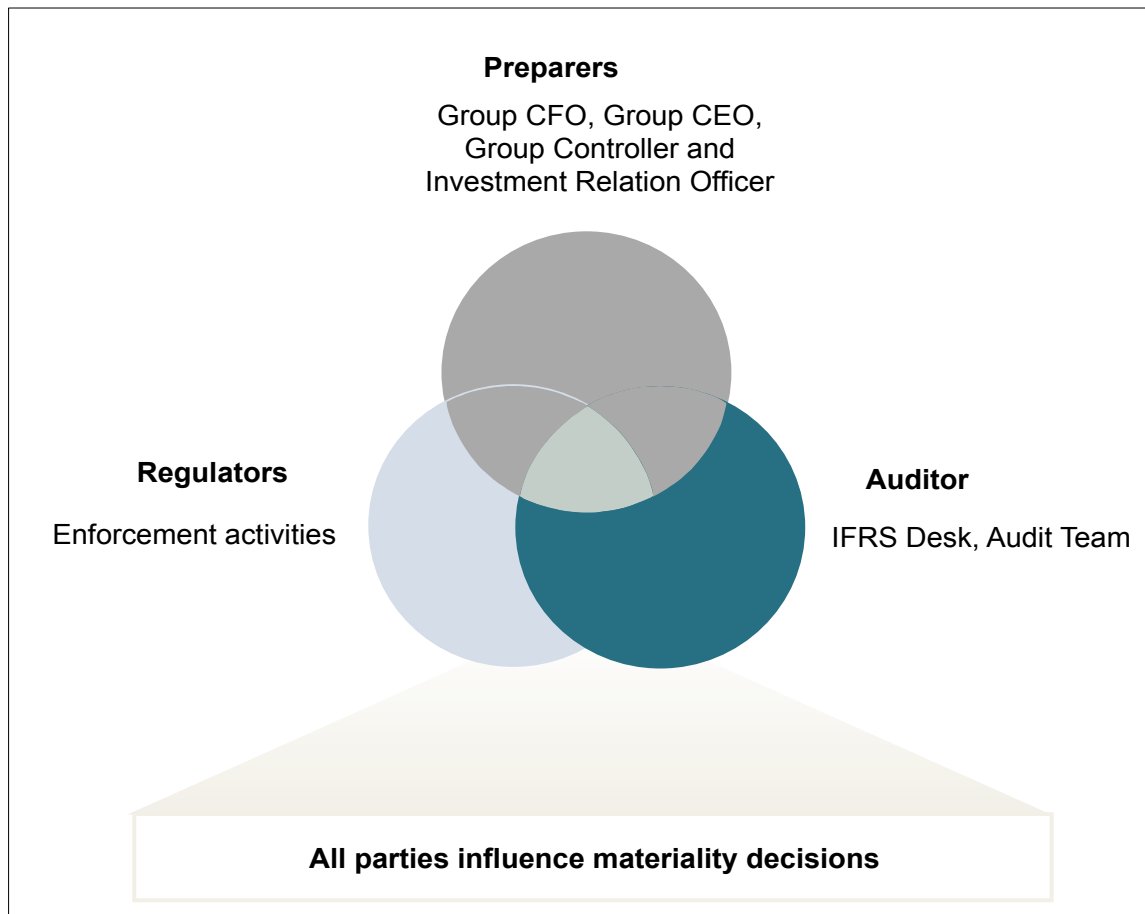 Preparers
Group CFO, Group CEO,
Group Controller and
Investment Relation Officer
Regulators
Enforcement activities
Auditor
IFRS Desk, Audit Team
All parties influence materiality decisions